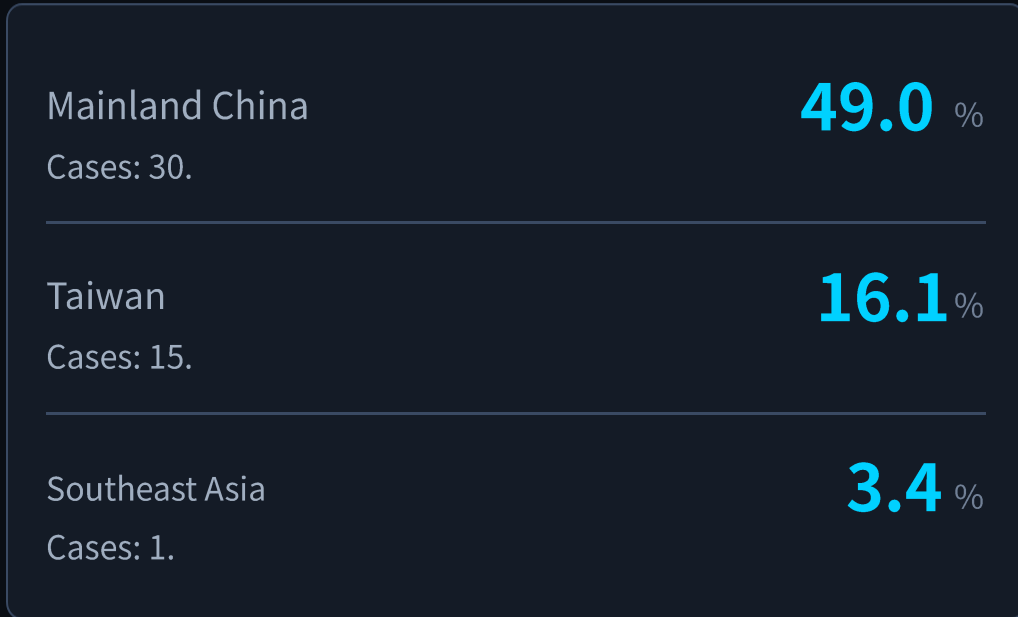 Mainland China 49.0 %
Cases: 30.
Taiwan 16.1 %
Cases: 15.
Southeast Asia 3.4 %
Cases: 1.